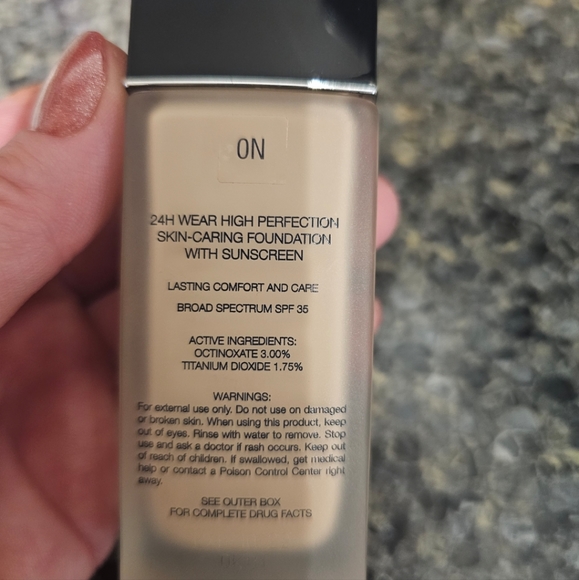 0N
24H WEAR HIGH PERFECTION
SKIN-CARING FOUNDATION
WITH SUNSCREEN
LASTING COMFORT AND CARE
BROAD SPECTRUM SPF 35
ACTIVE INGREDIENTS:
OCTINOXATE 3.00%
TITANIUM DIOXIDE 1.75%
WARNINGS:
For external use only. Do not use on damaged
or broken skin. When using this product, keep
out of eyes. Rinse with water to remove. Stop
use and ask a doctor if rash occurs. Keep out
of reach of children. If swallowed, get medical
help or contact a Poison Control Center right
away.
SEE OUTER BOX
FOR COMPLETE DRUG FACTS